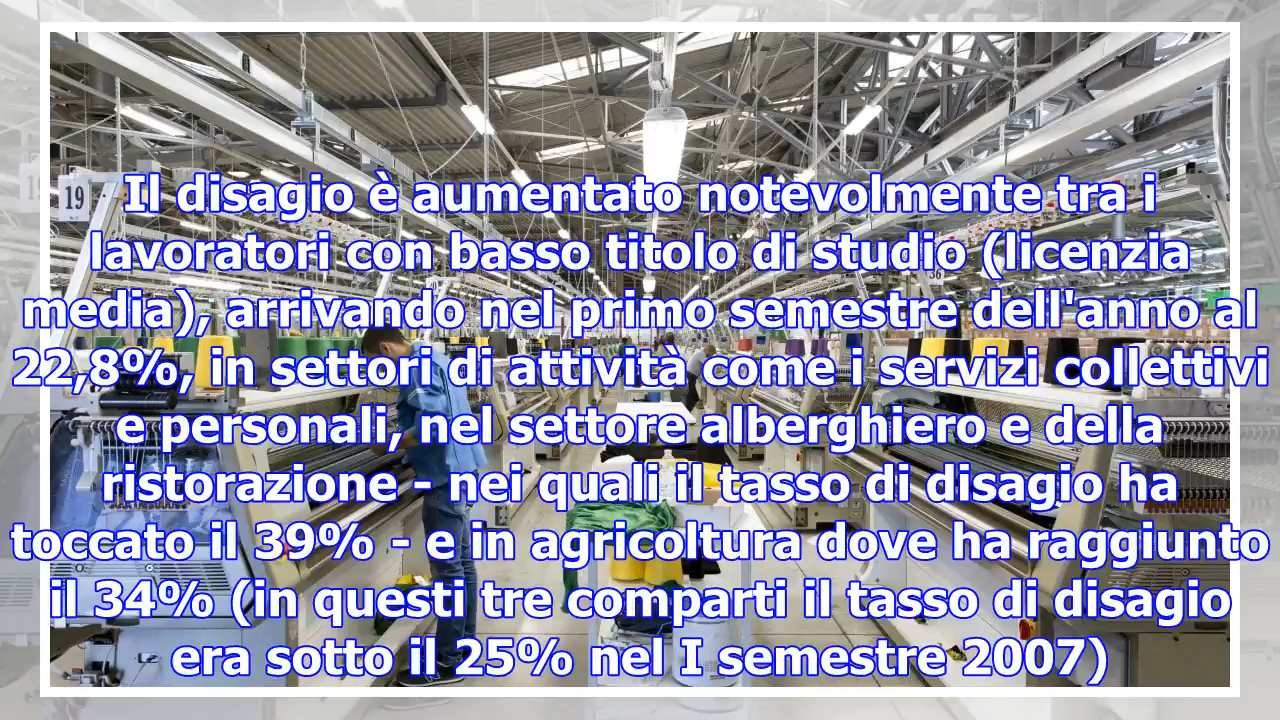 19
Il disagio è aumentato notevolmente tra i
lavoratori con basso titolo di studio (licenzia
media), arrivando nel primo semestre dell'anno al
22,8%, in settori di attività come i servizi collettivi
e personali, nel settore alberghiero e della
ristorazione - nei quali il tasso di disagio ha
toccato il 39% - e in agricoltura dove ha raggiunto
il 34% (in questi tre comparti il tasso di disagio
era sotto il 25% nel I semestre 2007)